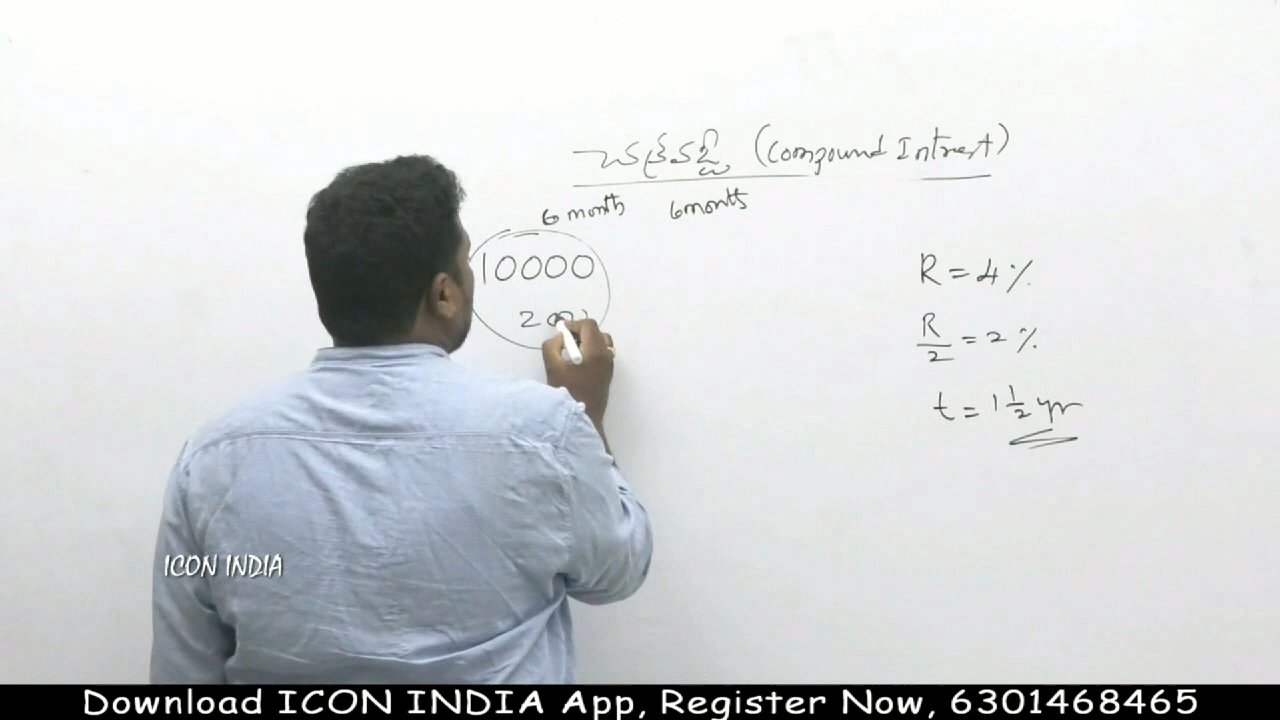 చక్రవడ్డి (Compound Intrest)
6 month 6 months
10000
R = 4 %
R/2 = 2 %
t = 1 1/2 yr
ICON INDIA
Download ICON INDIA App, Register Now, 6301468465